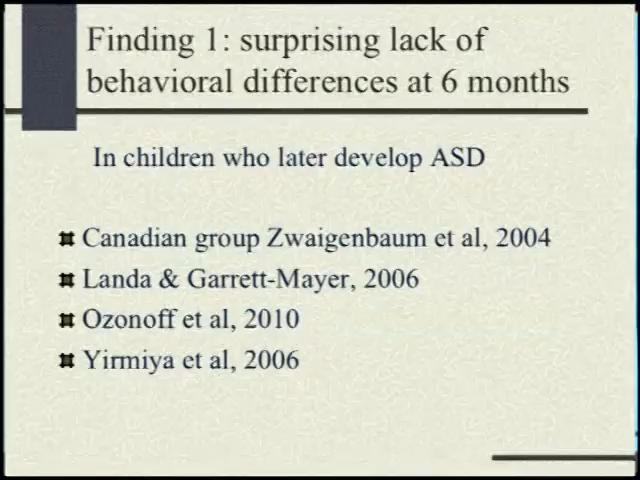 Finding 1: surprising lack of
behavioral differences at 6 months
In children who later develop ASD
Canadian group Zwaigenbaum et al, 2004
Landa & Garrett-Mayer, 2006
Ozonoff et al, 2010
Yirmiya et al, 2006